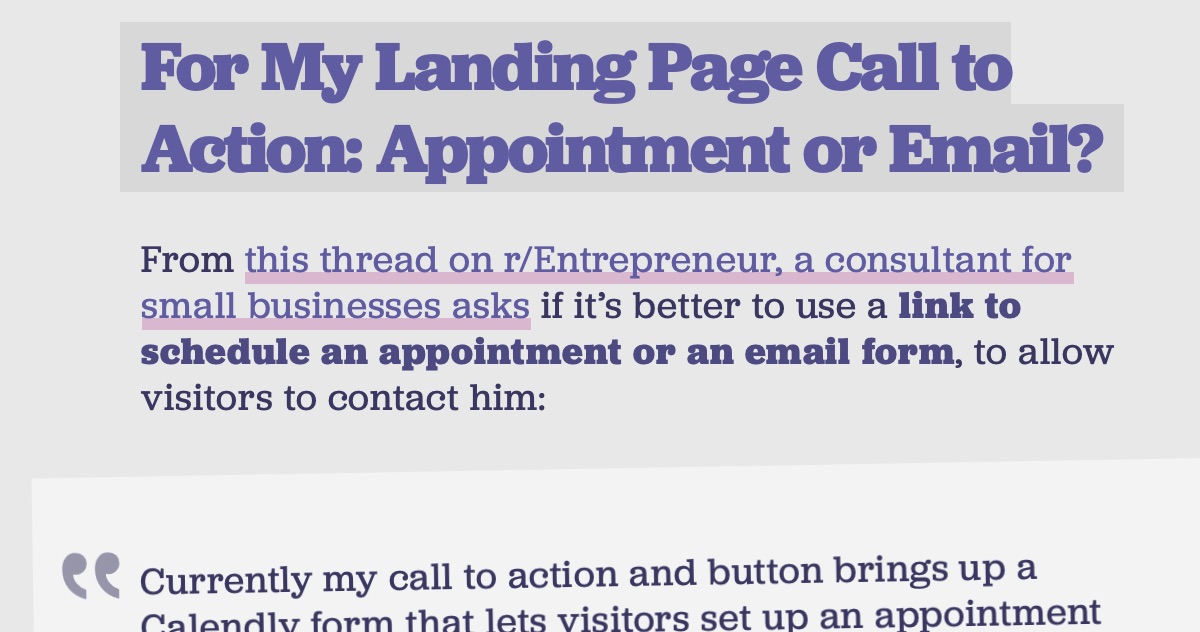 For My Landing Page Call to
Action: Appointment or Email?
From this thread on r/Entrepreneur, a consultant for
small businesses asks if it’s better to use a link to
schedule an appointment or an email form, to allow
visitors to contact him:
“ Currently my call to action and button brings up a
Calendly form that lets visitors set up an appointment